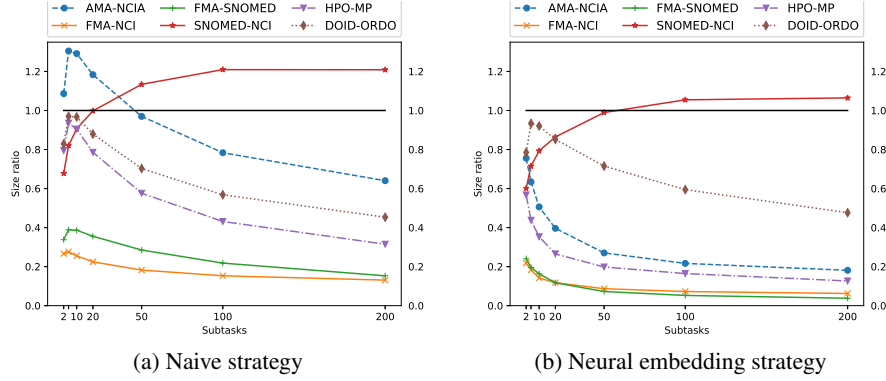 AMA-NCIA FMA-SNOMED HPO-MP
FMA-NCI SNOMED-NCI DOID-ORDO
1.2 1.2
1.0 1.0
0.8 0.8
0.6 0.6
0.4 0.4
0.2 0.2
0.0 0.0
Size ratio
2 10 20 50 100 200
Subtasks
(a) Naive strategy
AMA-NCIA FMA-SNOMED HPO-MP
FMA-NCI SNOMED-NCI DOID-ORDO
1.2 1.2
1.0 1.0
0.8 0.8
0.6 0.6
0.4 0.4
0.2 0.2
0.0 0.0
Size ratio
2 10 20 50 100 200
Subtasks
(b) Neural embedding strategy